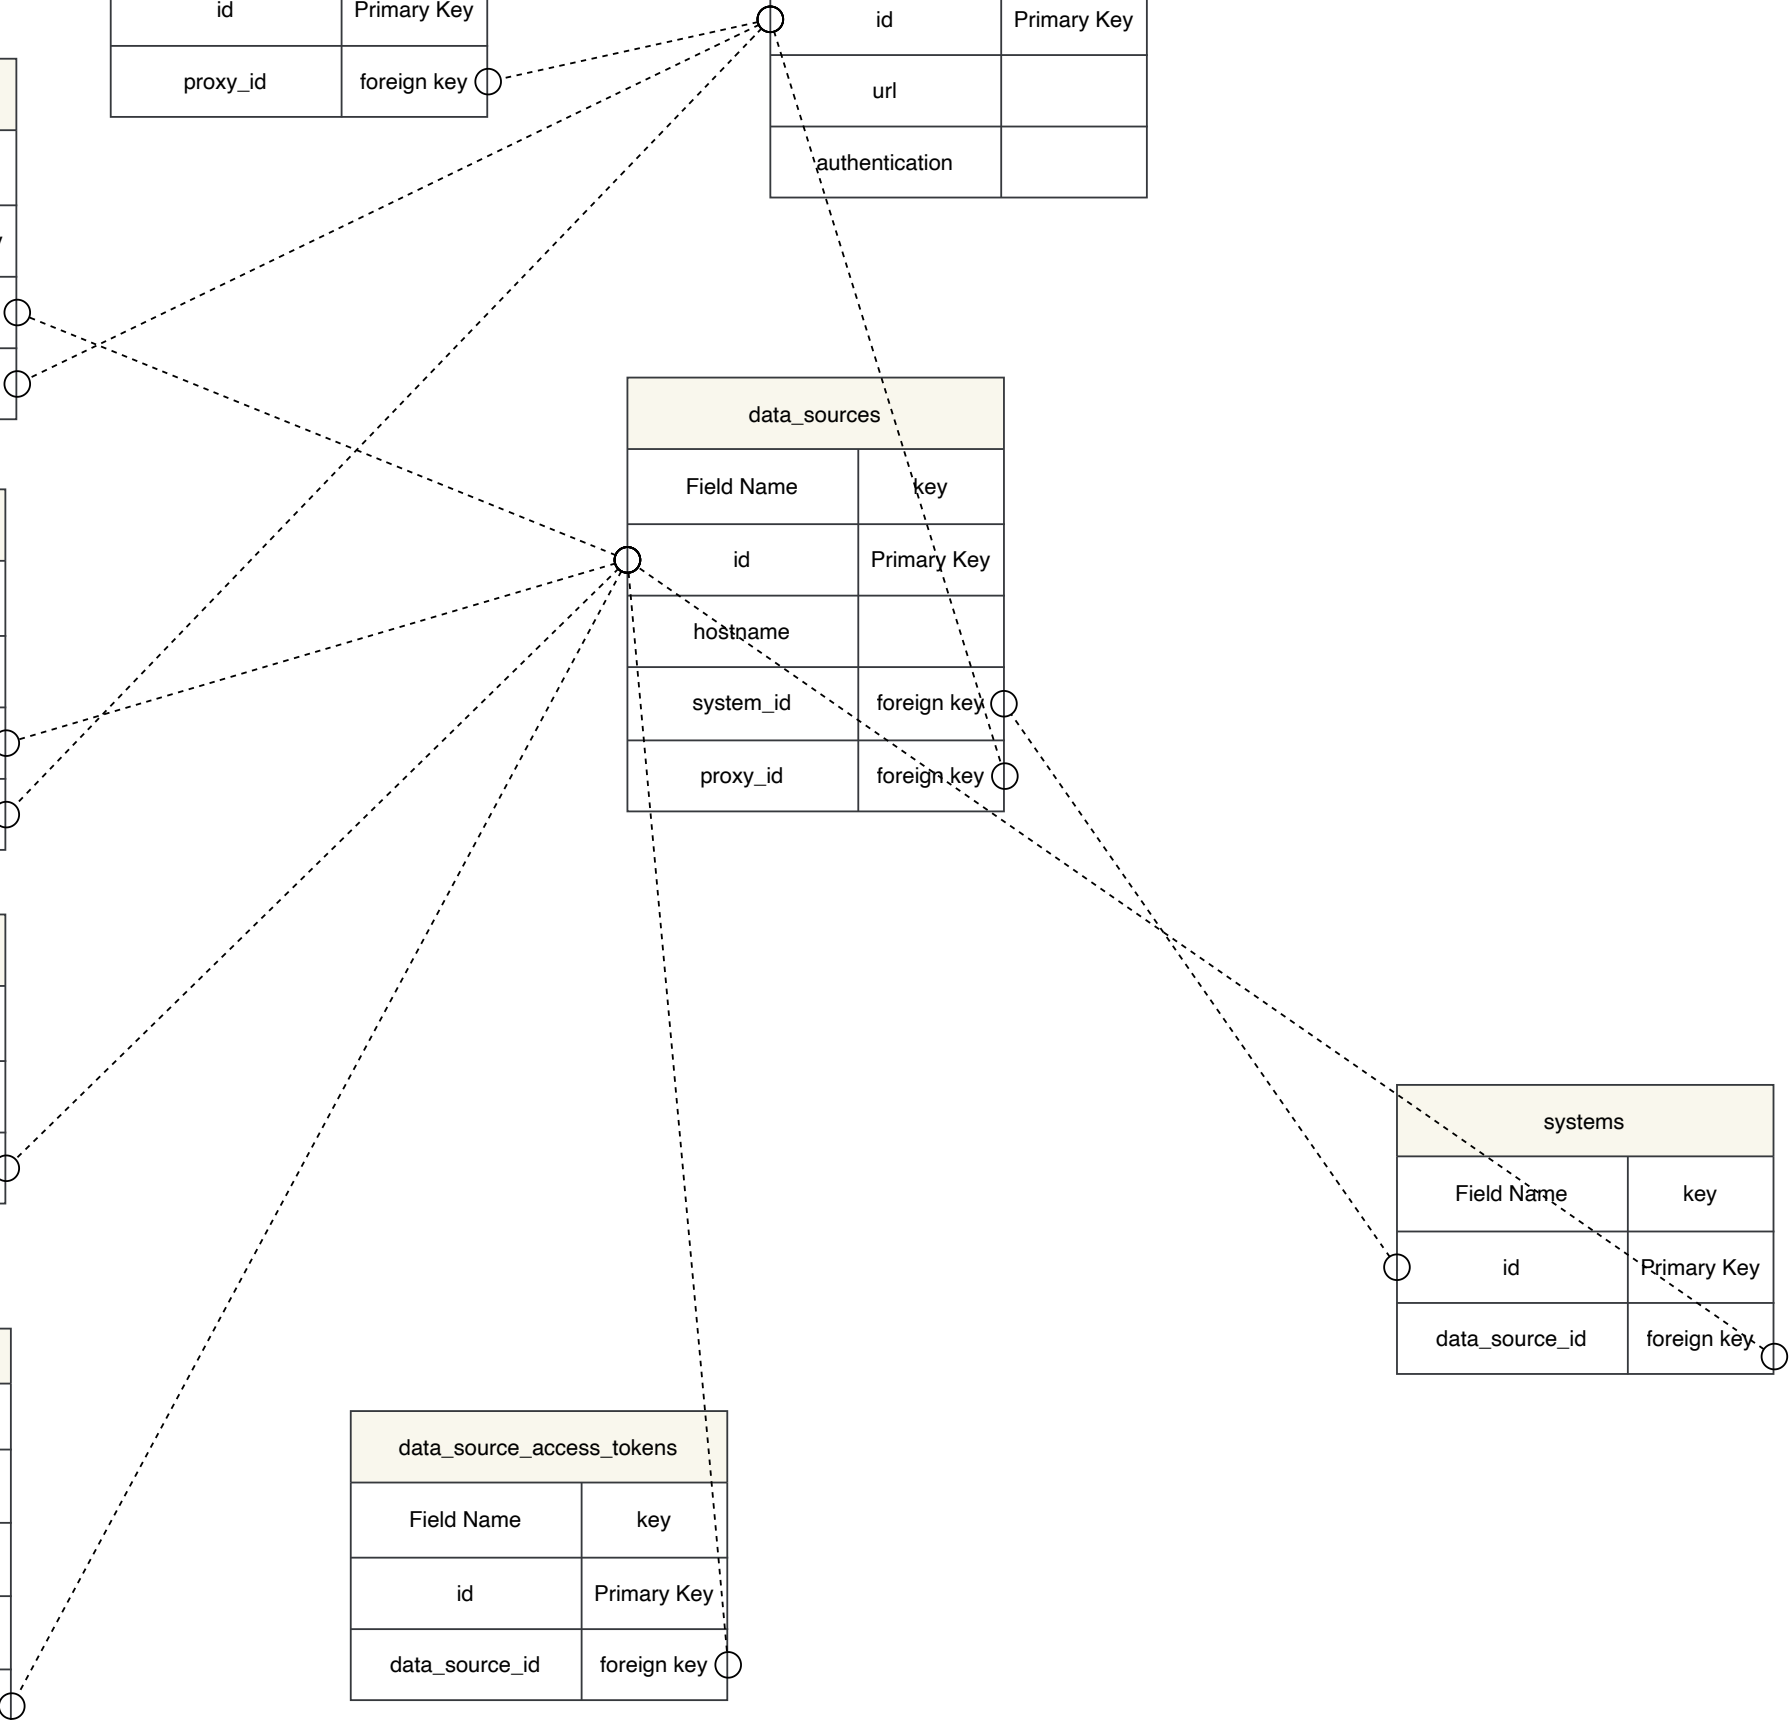 id Primary Key
proxy_id foreign key
id Primary Key
url
authentication
data_sources
Field Name key
id Primary Key
hostname
system_id foreign key
proxy_id foreign key
systems
Field Name key
id Primary Key
data_source_id foreign key
data_source_access_tokens
Field Name key
id Primary Key
data_source_id foreign key